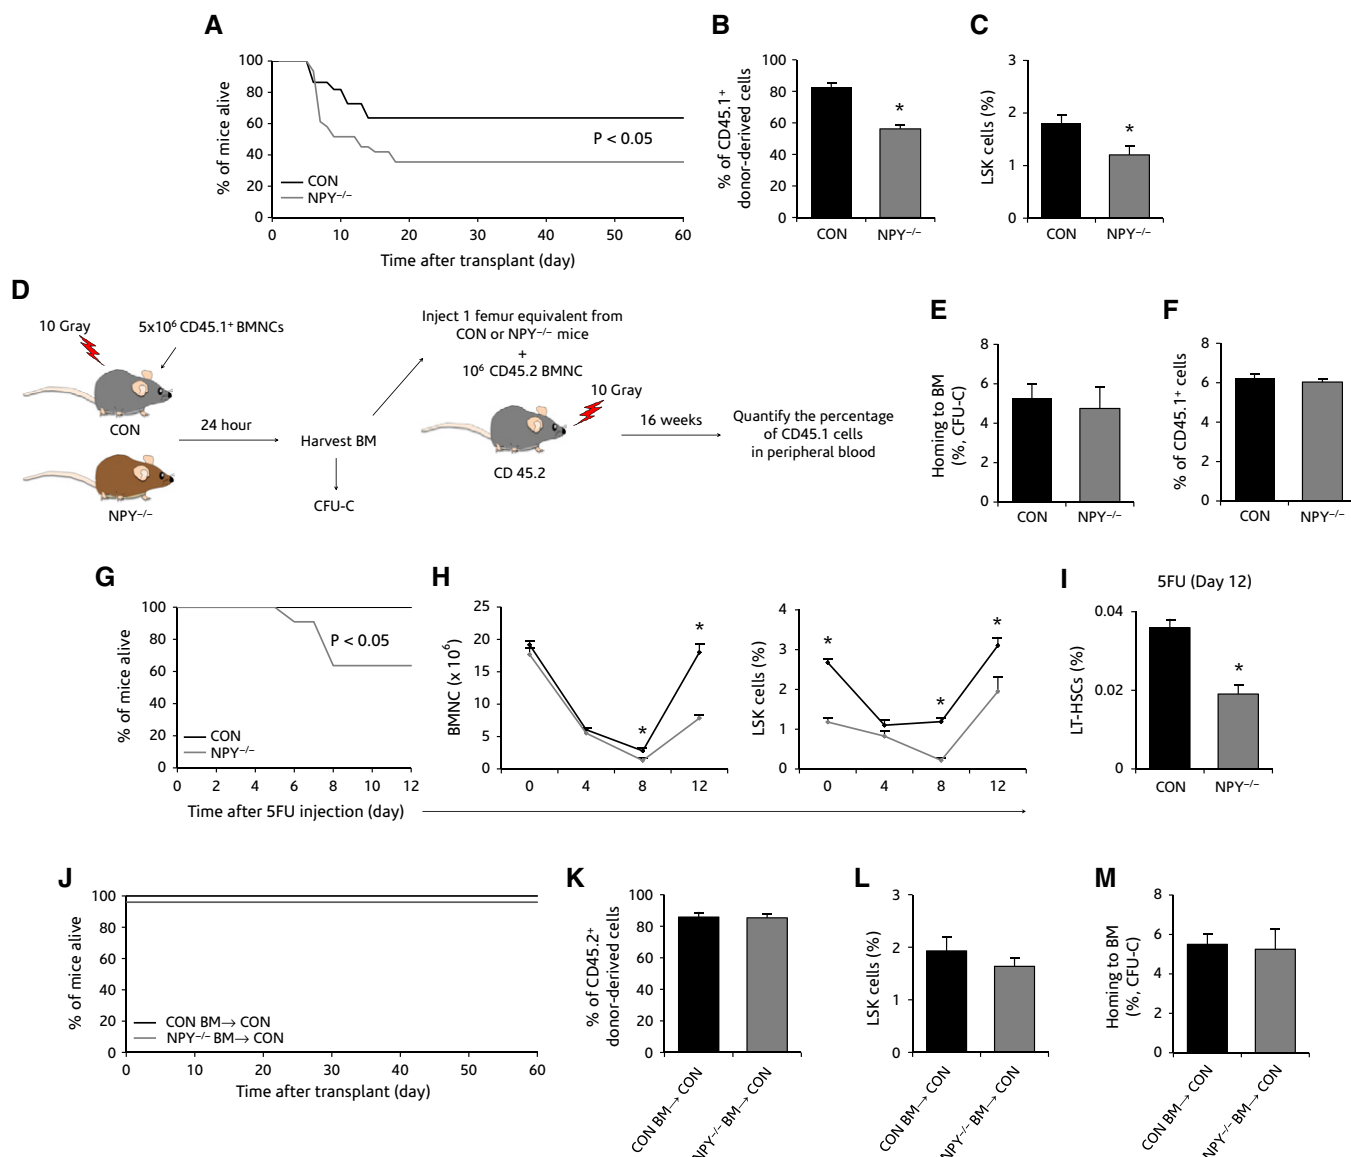 A
% of mice alive
100
80
60
40
20
0
P < 0.05
CON
NPY−/−
0 10 20 30 40 50 60
Time after transplant (day)
B
% of CD45.1+
donor-derived cells
100
80
60
40
20
0
*
CON NPY−/−
C
LSK cells (%)
3
2
1
0
*
CON NPY−/−
D
10 Gray
5x10⁶ CD45.1+ BMNCs
CON
NPY−/−
24 hour
Harvest BM
CFU-C
Inject 1 femur equivalent from
CON or NPY−/− mice
+
10⁶ CD45.2 BMNC
10 Gray
CD 45.2
16 weeks
Quantify the percentage
of CD45.1 cells
in peripheral blood
E
Homing to BM
(%, CFU-C)
8
6
4
2
0
CON NPY−/−
F
% of CD45.1+ cells
8
6
4
2
0
CON NPY−/−
G
% of mice alive
100
80
60
40
20
0
P < 0.05
CON
NPY−/−
0 2 4 6 8 10 12
Time after 5FU injection (day)
H
BMNC (x 10⁶)
25
20
15
10
5
0
*
*
0 4 8 12
LSK cells (%)
4
3
2
1
0
*
*
*
0 4 8 12
I
5FU (Day 12)
LT-HSCs (%)
0.04
0.02
0
*
CON NPY−/−
J
% of mice alive
100
80
60
40
20
0
CON BM→ CON
NPY−/− BM→ CON
0 10 20 30 40 50 60
Time after transplant (day)
K
% of CD45.2+
donor-derived cells
100
80
60
40
20
0
CON BM→ CON
NPY−/− BM→ CON
L
LSK cells (%)
3
2
1
0
CON BM→ CON
NPY−/− BM→ CON
M
Homing to BM
(%, CFU-C)
8
6
4
2
0
CON BM→ CON
NPY−/− BM→ CON